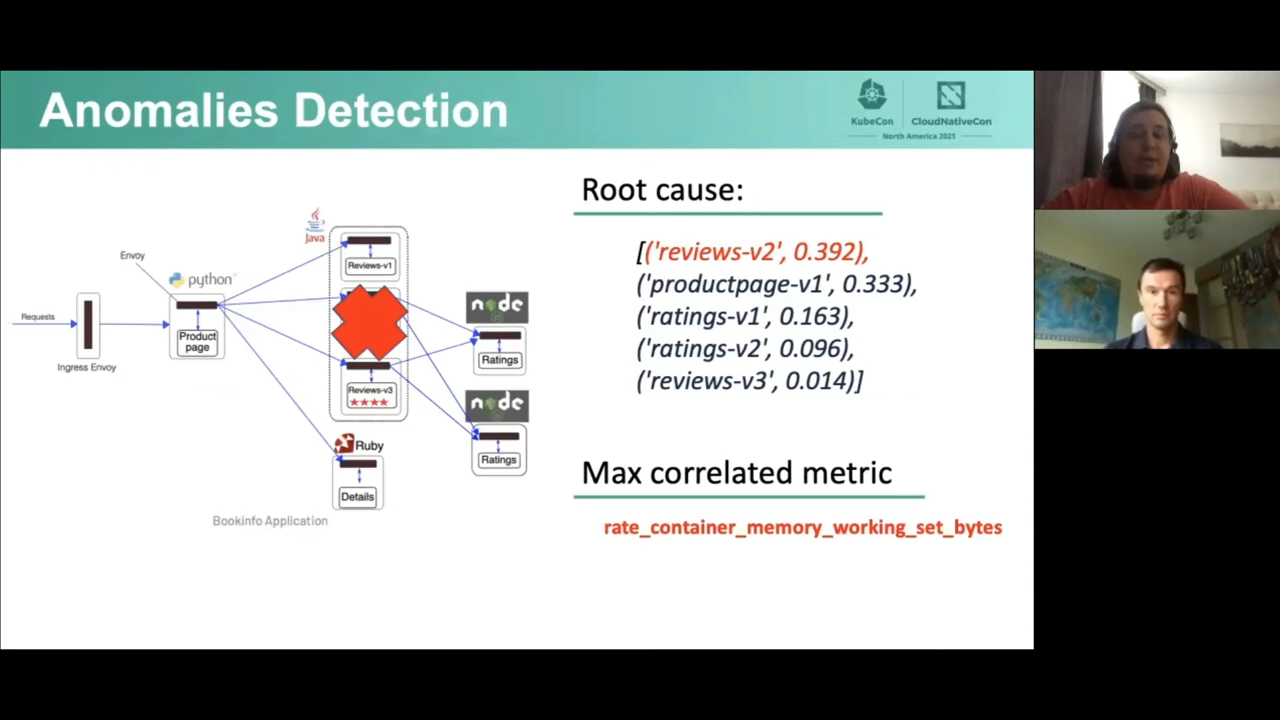 Anomalies Detection
KubeCon
CloudNativeCon
North America 2021
Root cause:
[('reviews-v2', 0.392),
('productpage-v1', 0.333),
('ratings-v1', 0.163),
('ratings-v2', 0.096),
('reviews-v3', 0.014)]
Max correlated metric
rate_container_memory_working_set_bytes
Java
Reviews-v1
Envoy
python
Requests
Product
page
Ingress Envoy
node
Ratings
Reviews-v3
node
Ratings
Ruby
Details
Bookinfo Application